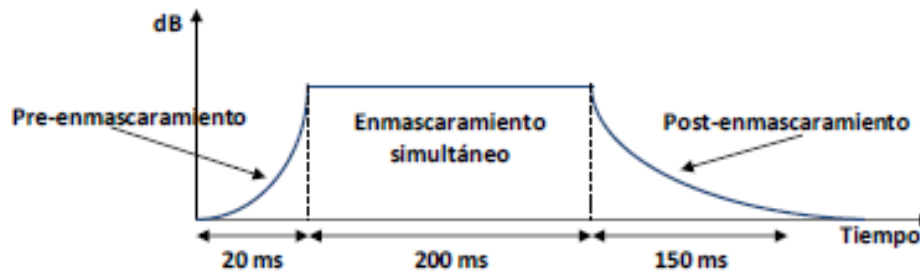 dB
Pre-enmascaramiento
Enmascaramiento
simultáneo
Post-enmascaramiento
Tiempo
20 ms
200 ms
150 ms